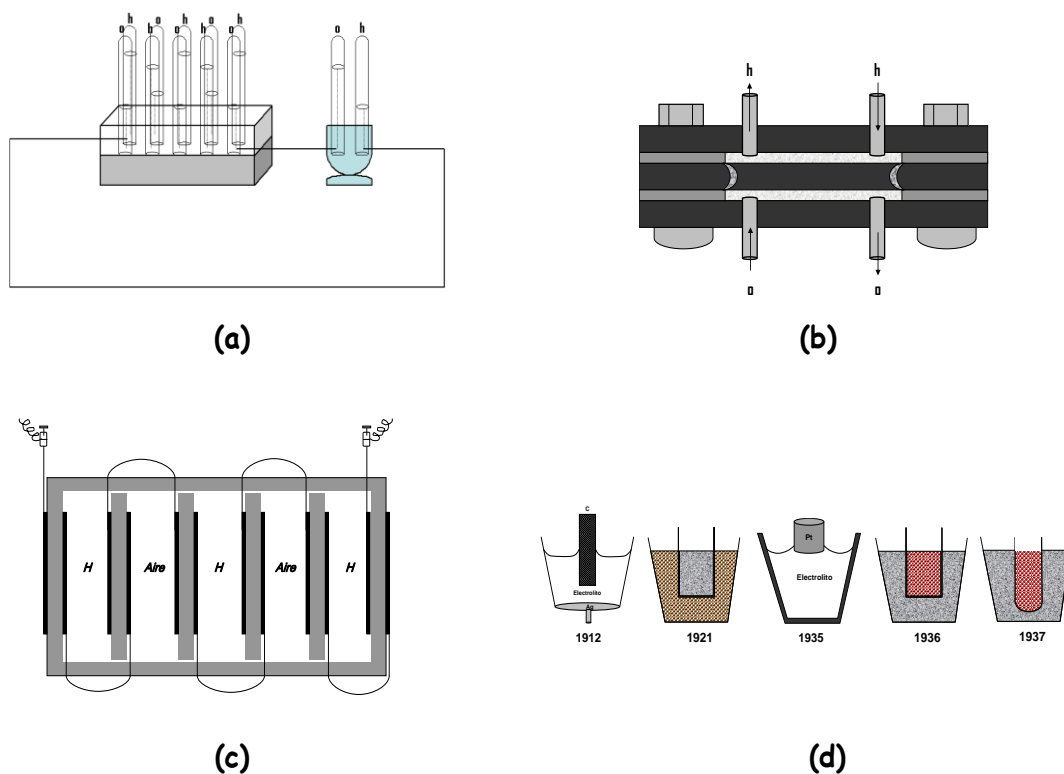 h o h o h
o h o h o
o h
(a)
h h
o o
(b)
H Aire H Aire H
(c)
C
Electrolito
Ag
1912
1921
Pt
Electrolito
1935
1936
1937
(d)